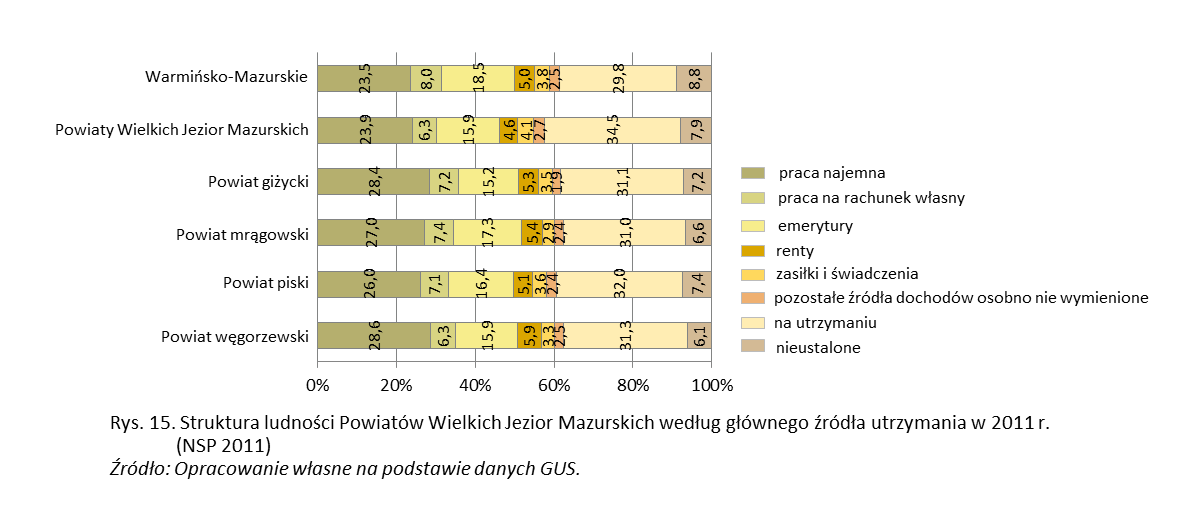 Warmińsko-Mazurskie 23,5 8,0 18,5 5,0 3,8 2,5 29,8 8,8
Powiaty Wielkich Jezior Mazurskich 23,9 6,3 15,9 4,6 4,1 2,7 34,5 7,9
Powiat giżycki 28,4 7,2 15,2 5,3 3,5 1,9 31,1 7,2
Powiat mrągowski 27,0 7,4 17,3 5,4 2,9 2,4 31,0 6,6
Powiat piski 26,0 7,1 16,4 5,1 3,6 2,4 32,0 7,4
Powiat węgorzewski 28,6 6,3 15,9 5,9 3,3 2,5 31,3 6,1
0% 20% 40% 60% 80% 100%
praca najemna
praca na rachunek własny
emerytury
renty
zasiłki i świadczenia
pozostałe źródła dochodów osobno nie wymienione
na utrzymaniu
nieustalone
Rys. 15. Struktura ludności Powiatów Wielkich Jezior Mazurskich według głównego źródła utrzymania w 2011 r.
(NSP 2011)
Źródło: Opracowanie własne na podstawie danych GUS.